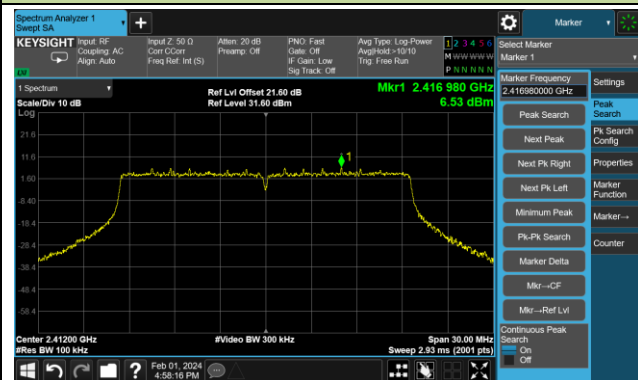 Spectrum Analyzer 1
Swept SA
Marker
KEYSIGHT
Input: RF
Coupling: AC
Align: Auto
Input Z: 50 Ω
Corr CCorr
Freq Ref: Int (S)
Atten: 20 dB
Preamp: Off
PNO: Fast
Gate: Off
IF Gain: Low
Sig Track: Off
Avg Type: Log-Power
Avg|Hold:>10/10
Trig: Free Run
1 2 3 4 5 6
M W W W W W
P N N N N N
LXI
Select Marker
Marker 1
1 Spectrum
Scale/Div 10 dB
Log
Ref Lvl Offset 21.60 dB
Ref Level 31.60 dBm
Mkr1 2.416 980 GHz
6.53 dBm
21.6
11.6
1.60
-8.40
-18.4
-28.4
-38.4
-48.4
-58.4
1
Center 2.41200 GHz
#Res BW 100 kHz
#Video BW 300 kHz
Span 30.00 MHz
Sweep 2.93 ms (2001 pts)
Marker Frequency
2.416980000 GHz
Peak Search
Next Peak
Next Pk Right
Next Pk Left
Minimum Peak
Pk-Pk Search
Marker Delta
Mkr→CF
Mkr→Ref Lvl
Continuous Peak
Search
On
Off
Settings
Peak
Search
Pk Search
Config
Properties
Marker
Function
Marker→
Counter
Feb 01, 2024
4:58:16 PM